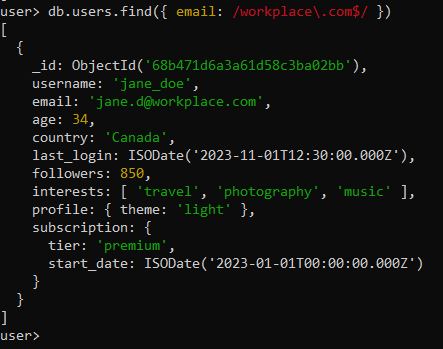 user> db.users.find({ email: /workplace\.com$/ })
[
  {
    _id: ObjectId('68b471d6a3a61d58c3ba02bb'),
    username: 'jane_doe',
    email: 'jane.d@workplace.com',
    age: 34,
    country: 'Canada',
    last_login: ISODate('2023-11-01T12:30:00.000Z'),
    followers: 850,
    interests: [ 'travel', 'photography', 'music' ],
    profile: { theme: 'light' },
    subscription: {
      tier: 'premium',
      start_date: ISODate('2023-01-01T00:00:00.000Z')
    }
  }
]
user>